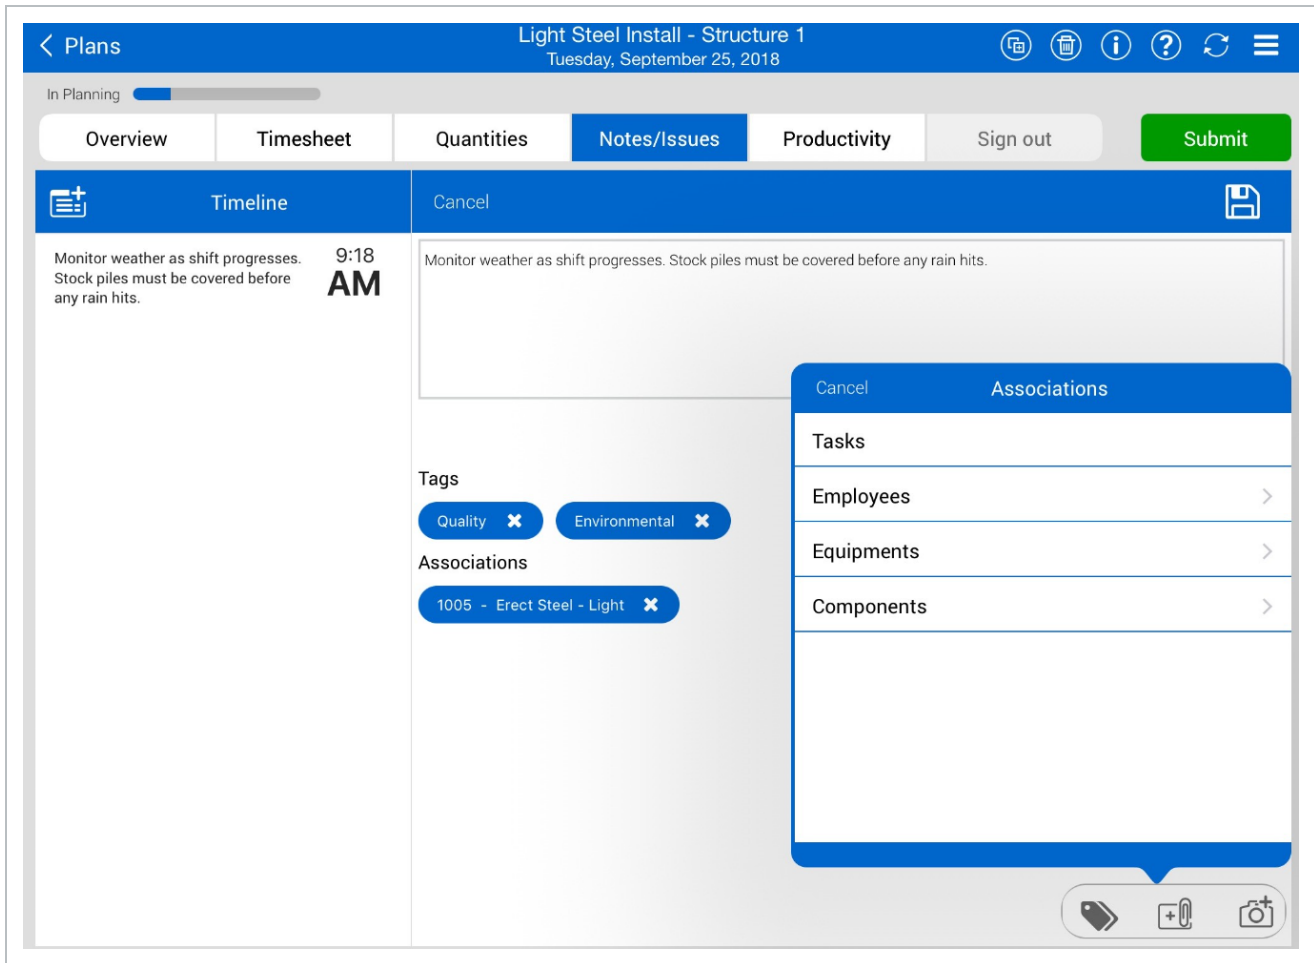 Plans
Light Steel Install - Structure 1
Tuesday, September 25, 2018
In Planning
Overview
Timesheet
Quantities
Notes/Issues
Productivity
Sign out
Submit
Timeline
Cancel
Monitor weather as shift progresses.
Stock piles must be covered before
any rain hits.
9:18
AM
Monitor weather as shift progresses. Stock piles must be covered before any rain hits.
Tags
Quality
Environmental
Associations
1005 - Erect Steel - Light
Cancel
Associations
Tasks
Employees
Equipments
Components